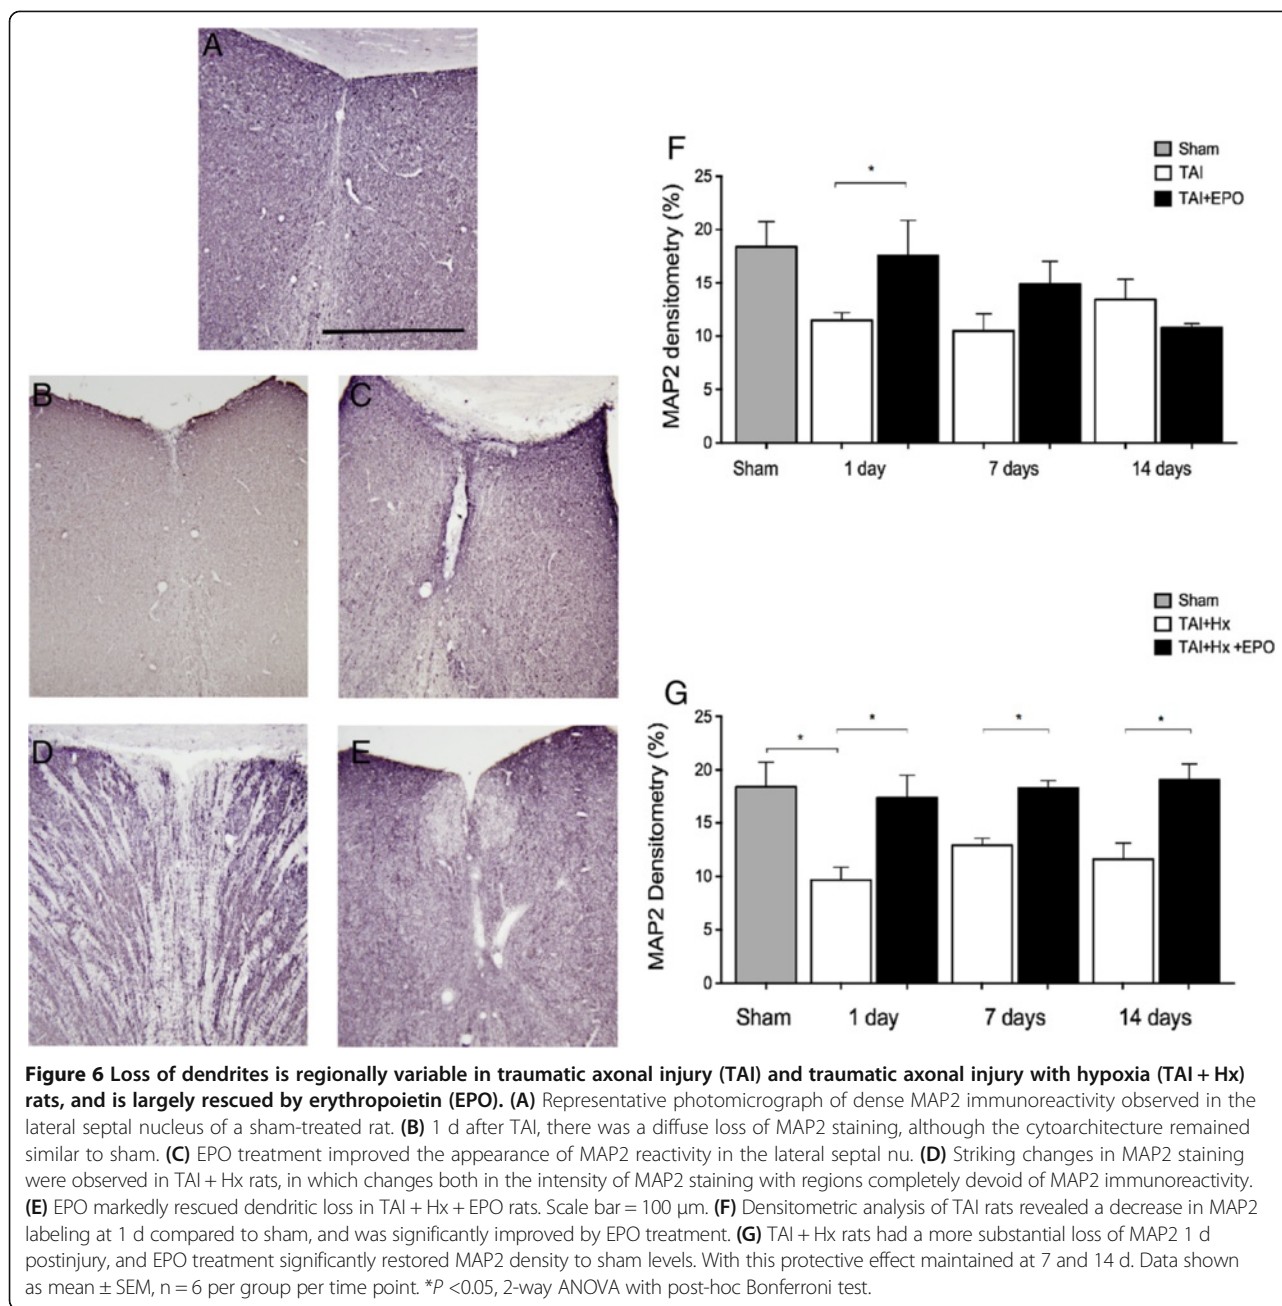 A
B
C
D
E
F
Sham
TAI
TAI+EPO
MAP2 densitometry (%)
25
20
15
10
5
0
*
Sham 1 day 7 days 14 days
G
Sham
TAI+Hx
TAI+Hx +EPO
MAP2 Densitometry (%)
25
20
15
10
5
0
* * * *
Sham 1 day 7 days 14 days
Figure 6 Loss of dendrites is regionally variable in traumatic axonal injury (TAI) and traumatic axonal injury with hypoxia (TAI + Hx)
rats, and is largely rescued by erythropoietin (EPO). (A) Representative photomicrograph of dense MAP2 immunoreactivity observed in the
lateral septal nucleus of a sham-treated rat. (B) 1 d after TAI, there was a diffuse loss of MAP2 staining, although the cytoarchitecture remained
similar to sham. (C) EPO treatment improved the appearance of MAP2 reactivity in the lateral septal nu. (D) Striking changes in MAP2 staining
were observed in TAI + Hx rats, in which changes both in the intensity of MAP2 staining with regions completely devoid of MAP2 immunoreactivity.
(E) EPO markedly rescued dendritic loss in TAI + Hx + EPO rats. Scale bar = 100 μm. (F) Densitometric analysis of TAI rats revealed a decrease in MAP2
labeling at 1 d compared to sham, and was significantly improved by EPO treatment. (G) TAI + Hx rats had a more substantial loss of MAP2 1 d
postinjury, and EPO treatment significantly restored MAP2 density to sham levels. With this protective effect maintained at 7 and 14 d. Data shown
as mean ± SEM, n = 6 per group per time point. *P <0.05, 2-way ANOVA with post-hoc Bonferroni test.